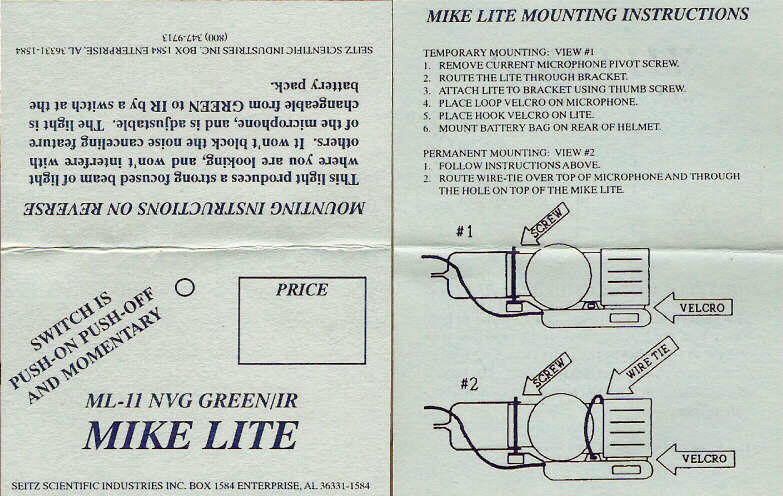 MOUNTING INSTRUCTIONS ON REVERSE
This light produces a strong focused beam of light
where you are looking, and won't interfere with
others. It won't block the noise canceling feature
of the microphone, and is adjustable. The light is
changeable from GREEN to IR by a switch at the
battery pack.
SEITZ SCIENTIFIC INDUSTRIES INC. BOX 1584 ENTERPRISE, AL 36331-1584
(800) 347-9713
SWITCH IS
PUSH-ON PUSH-OFF
AND MOMENTARY
PRICE
ML-11 NVG GREEN/IR
MIKE LITE
SEITZ SCIENTIFIC INDUSTRIES INC. BOX 1584 ENTERPRISE, AL 36331-1584
MIKE LITE MOUNTING INSTRUCTIONS
TEMPORARY MOUNTING: VIEW #1
1. REMOVE CURRENT MICROPHONE PIVOT SCREW.
2. ROUTE THE LITE THROUGH BRACKET.
3. ATTACH LITE TO BRACKET USING THUMB SCREW.
4. PLACE LOOP VELCRO ON MICROPHONE.
5. PLACE HOOK VELCRO ON LITE.
6. MOUNT BATTERY BAG ON REAR OF HELMET.
PERMANENT MOUNTING: VIEW #2
1. FOLLOW INSTRUCTIONS ABOVE.
2. ROUTE WIRE-TIE OVER TOP OF MICROPHONE AND THROUGH
THE HOLE ON TOP OF THE MIKE LITE.
#1
SCREW
VELCRO
#2
SCREW
WIRE TIE
VELCRO